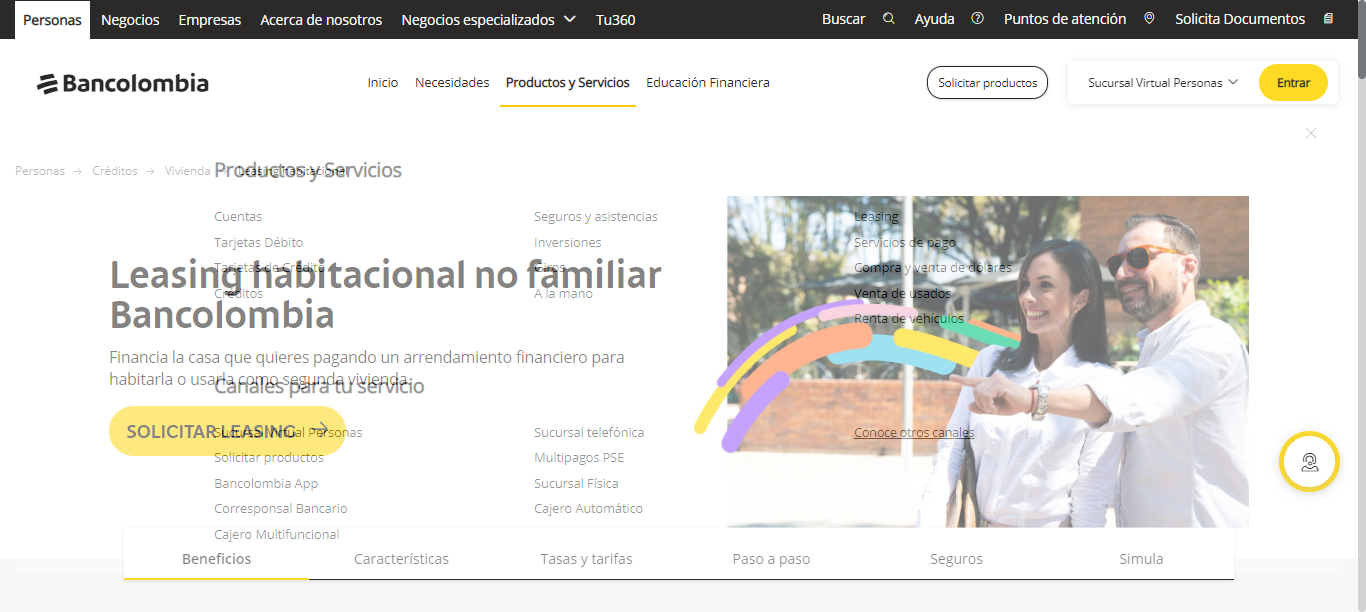 Personas Negocios Empresas Acerca de nosotros Negocios especializados Tu360 Buscar Ayuda Puntos de atención Solicita Documentos
Bancolombia Inicio Necesidades Productos y Servicios Educación Financiera Solicitar productos Sucursal Virtual Personas Entrar
Personas → Créditos → Vivienda → Leasing habitacional
Productos y Servicios
Cuentas Seguros y asistencias Leasing
Tarjetas Débito Inversiones Servicios de pago
Tarjetas de Crédito Giros Compra y venta de dólares
Créditos A la mano Venta de usados
Renta de vehículos
Leasing habitacional no familiar
Bancolombia
Financia la casa que quieres pagando un arrendamiento financiero para
habitarla o usarla como segunda vivienda.
SOLICITAR LEASING →
Canales para tu servicio
Sucursal Virtual Personas Sucursal telefónica Conoce otros canales
Solicitar productos Multipagos PSE
Bancolombia App Sucursal Física
Corresponsal Bancario Cajero Automático
Cajero Multifuncional
Beneficios Características Tasas y tarifas Paso a paso Seguros Simula